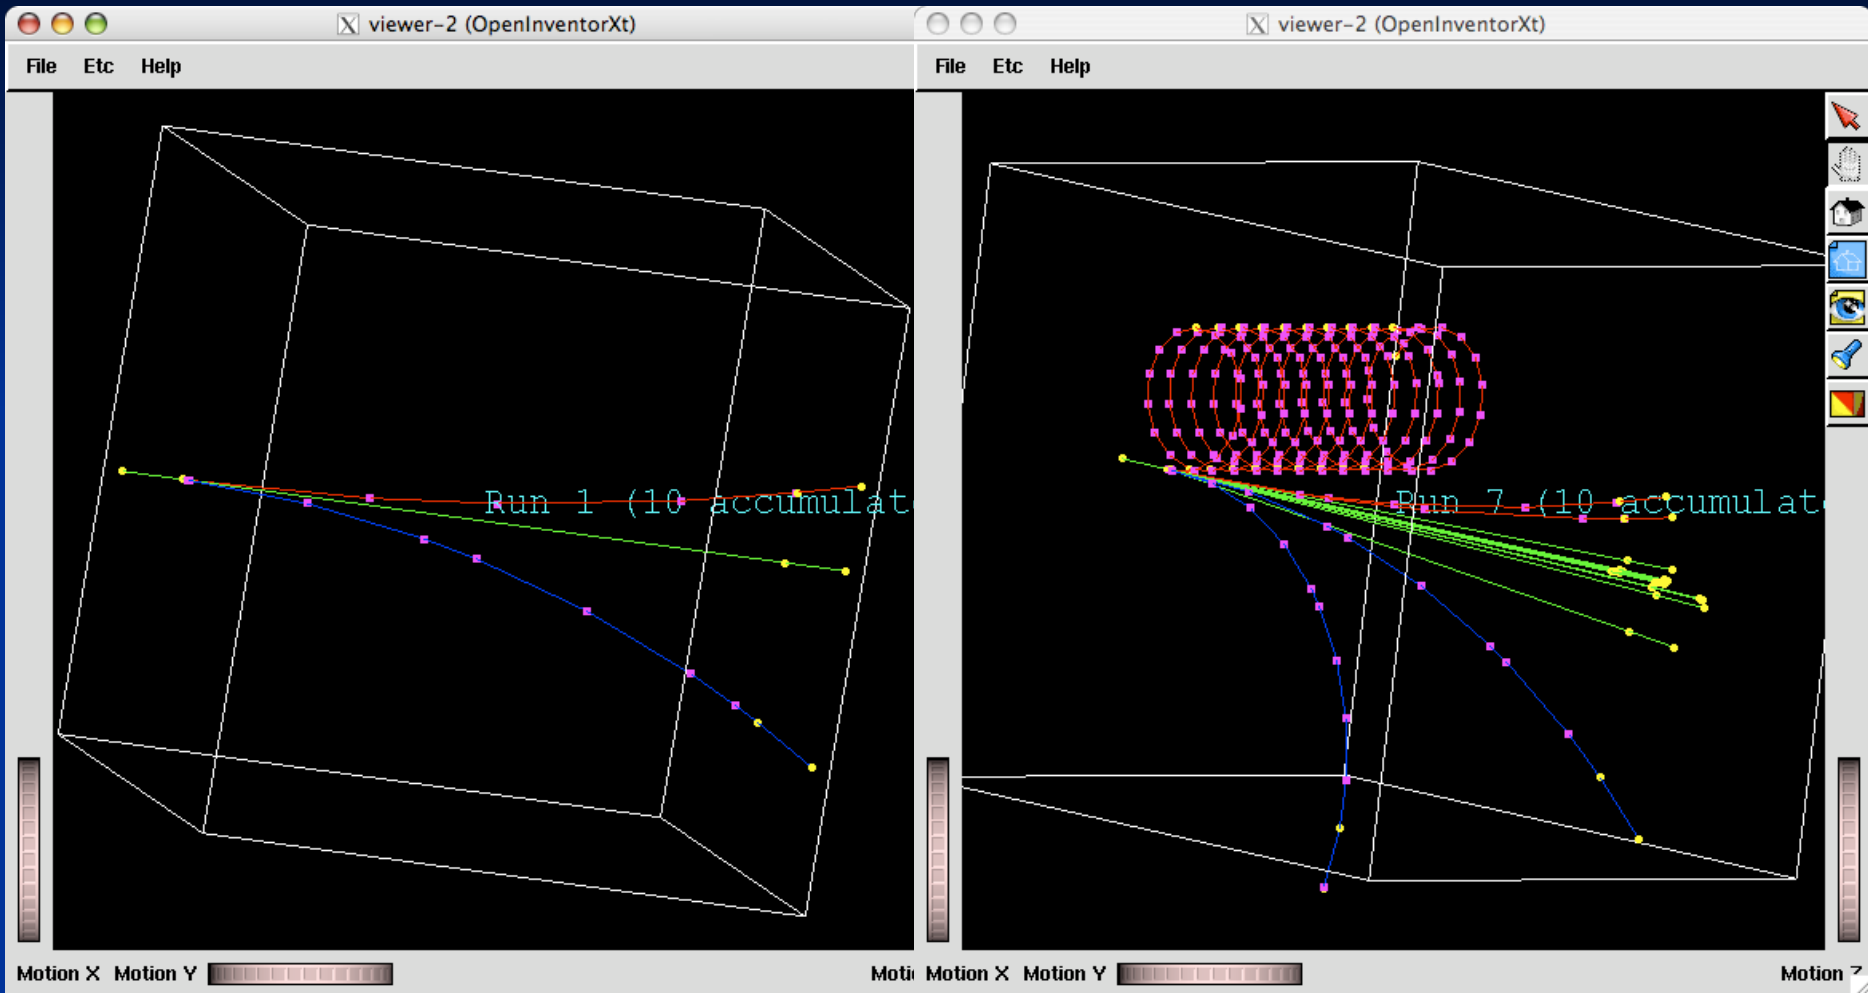 viewer-2 (OpenInventorXt)
File Etc Help
Run 1 (10 accumulat
Motion X Motion Y Moti
viewer-2 (OpenInventorXt)
File Etc Help
Run 7 (10 accumulat
Motion X Motion Y Motion Z